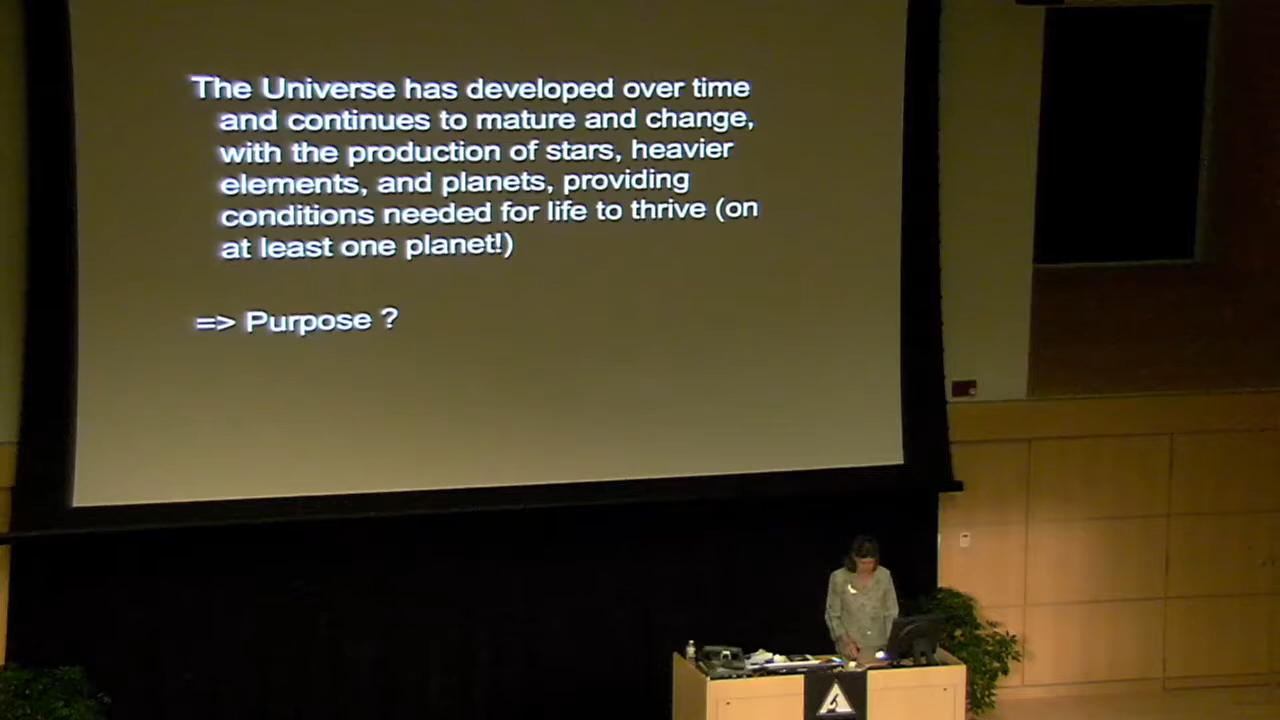 The Universe has developed over time
and continues to mature and change,
with the production of stars, heavier
elements, and planets, providing
conditions needed for life to thrive (on
at least one planet!)
=> Purpose ?